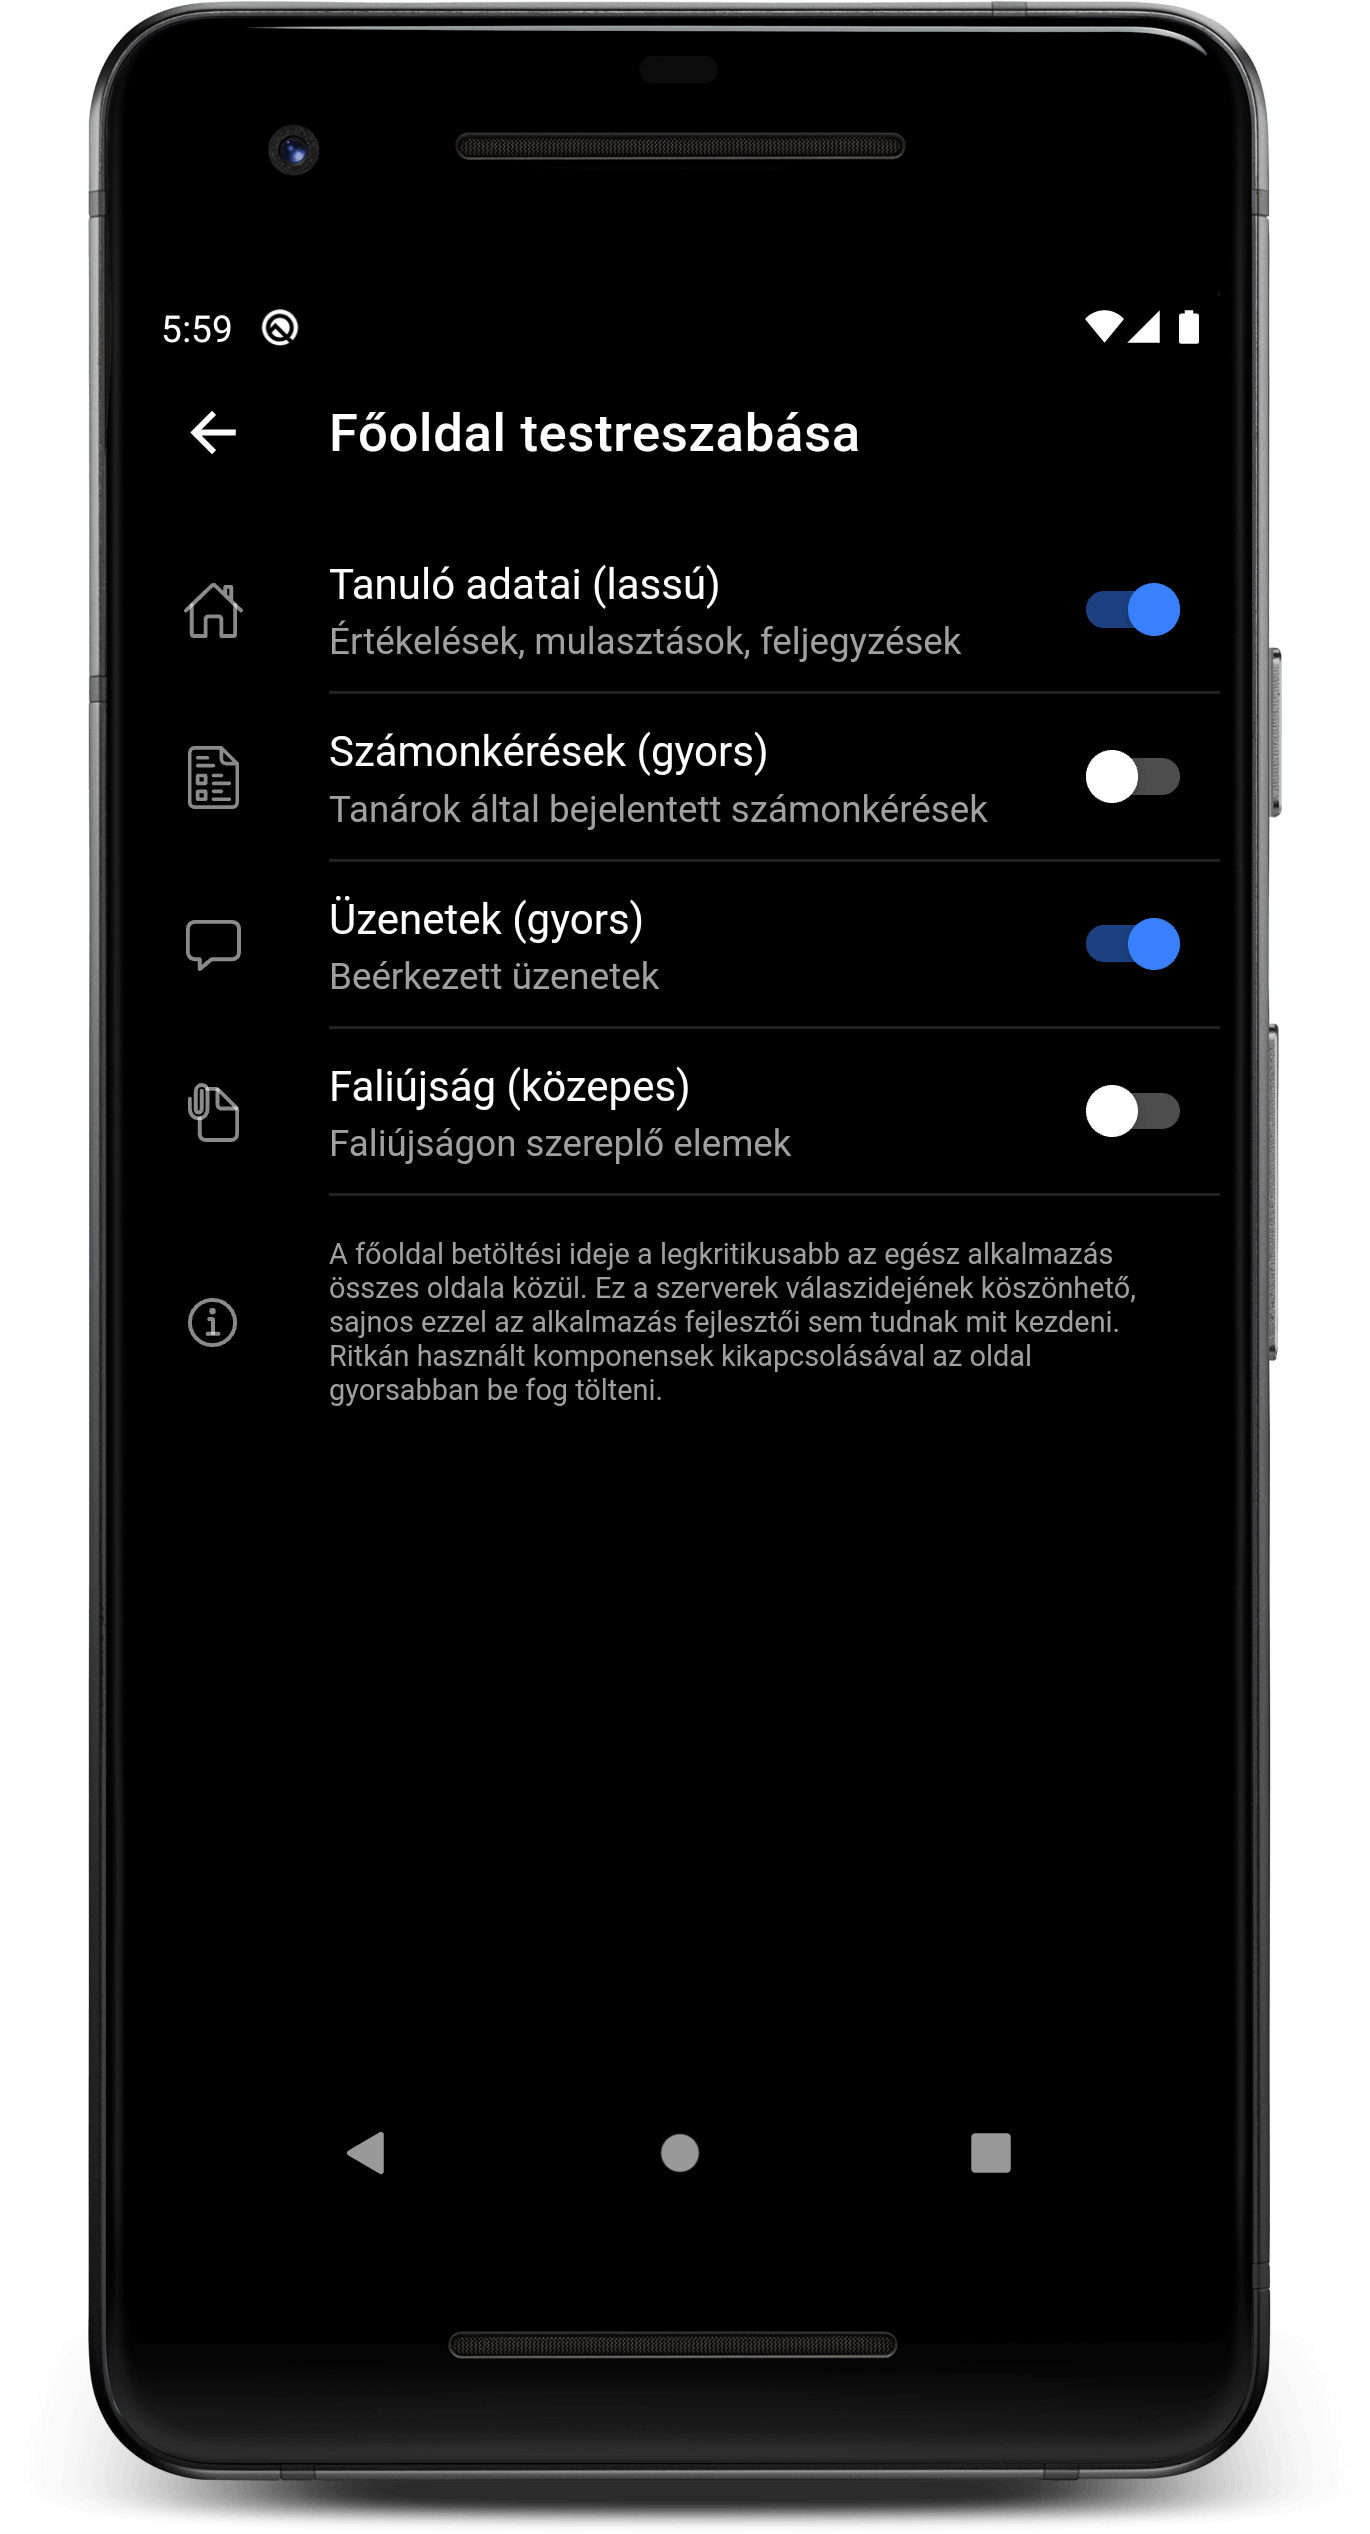 5:59
Főoldal testreszabása
Tanuló adatai (lassú)
Értékelések, mulasztások, feljegyzések
Számonkérések (gyors)
Tanárok által bejelentett számonkérések
Üzenetek (gyors)
Beérkezett üzenetek
Faliújság (közepes)
Faliújságon szereplő elemek
A főoldal betöltési ideje a legkritikusabb az egész alkalmazás
összes oldala közül. Ez a szerverek válaszidejének köszönhető,
sajnos ezzel az alkalmazás fejlesztői sem tudnak mit kezdeni.
Ritkán használt komponensek kikapcsolásával az oldal
gyorsabban be fog tölteni.